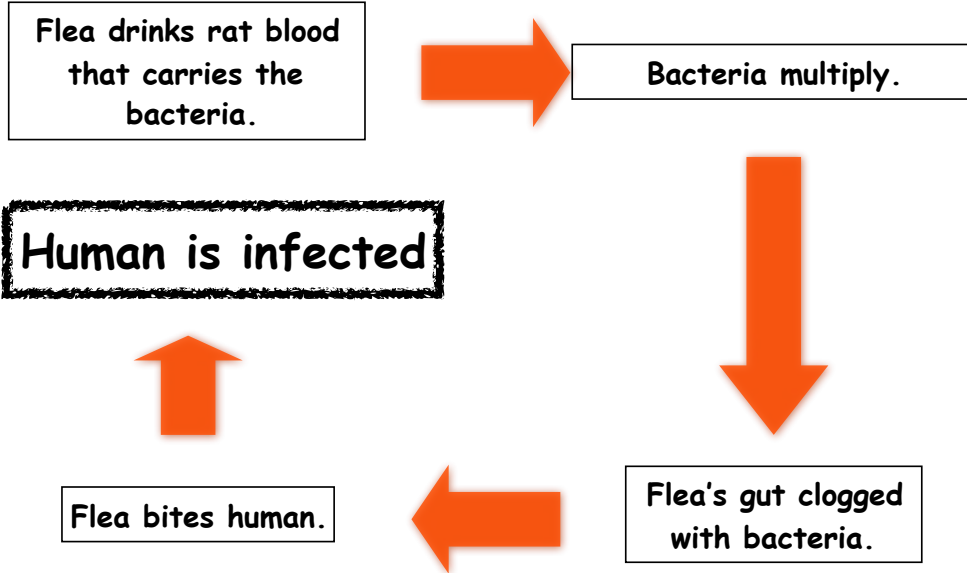 Flea drinks rat blood
that carries the
bacteria.
Bacteria multiply.
Flea's gut clogged
with bacteria.
Flea bites human.
Human is infected